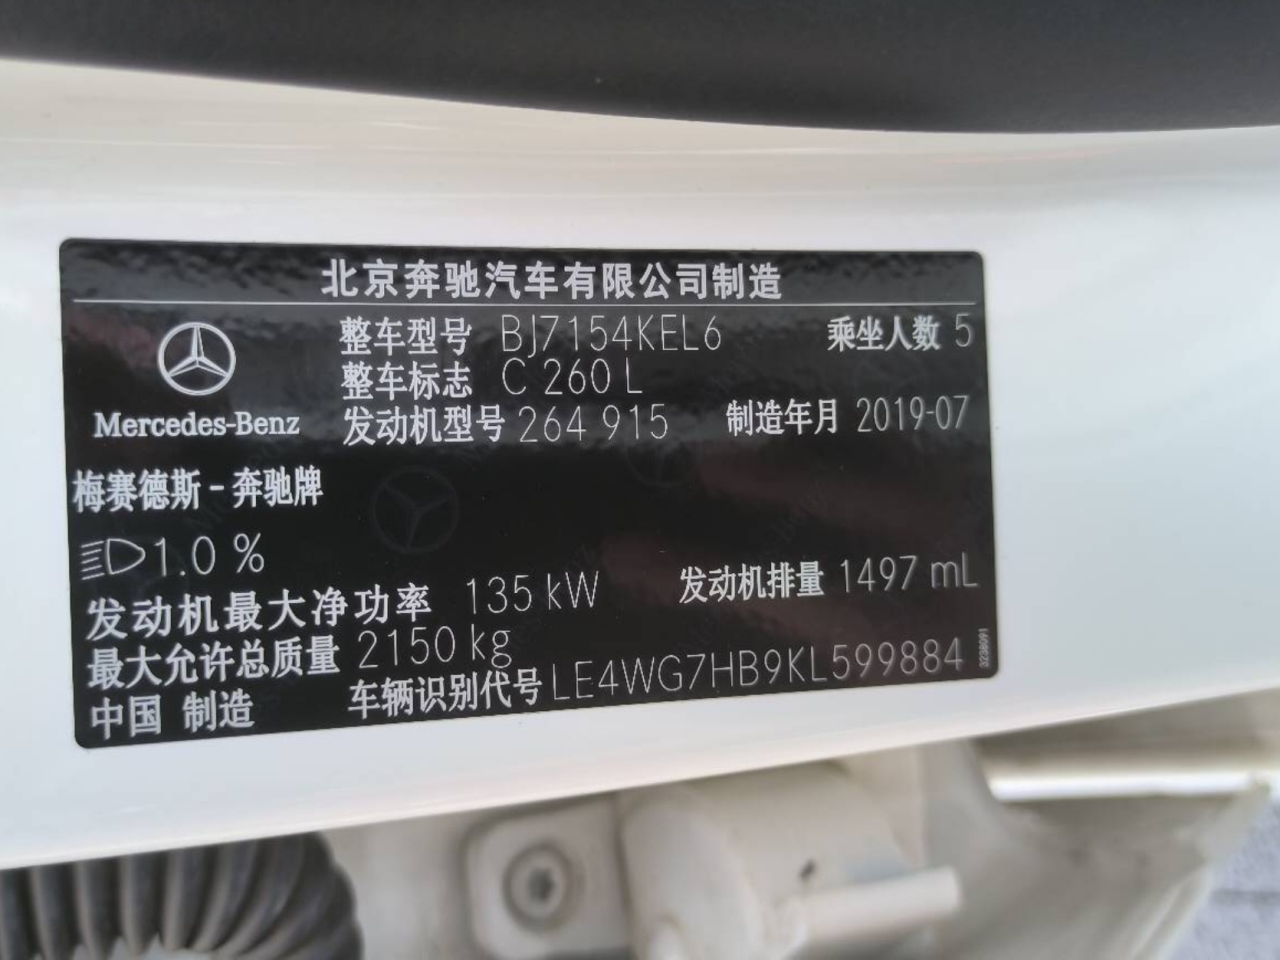 北京奔驰汽车有限公司制造
整车型号 BJ7154KEL6 乘坐人数 5
整车标志 C 260 L
Mercedes-Benz 发动机型号 264 915 制造年月 2019-07
梅赛德斯-奔驰牌
1.0 %
发动机最大净功率 135 kW 发动机排量 1497 mL
最大允许总质量 2150 kg
中国 制造 车辆识别代号 LE4WG7HB9KL599884
3238091